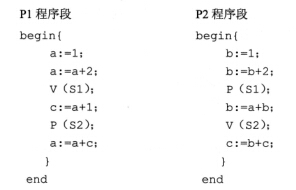 P1 程序段
begin{
a:=1;
a:=a+2;
V (S1);
c:=a+1;
P (S2);
a:=a+c;
}
end
P2 程序段
begin{
b:=1;
b:=b+2;
P (S1);
b:=a+b;
V (S2);
c:=b+c;
}
end